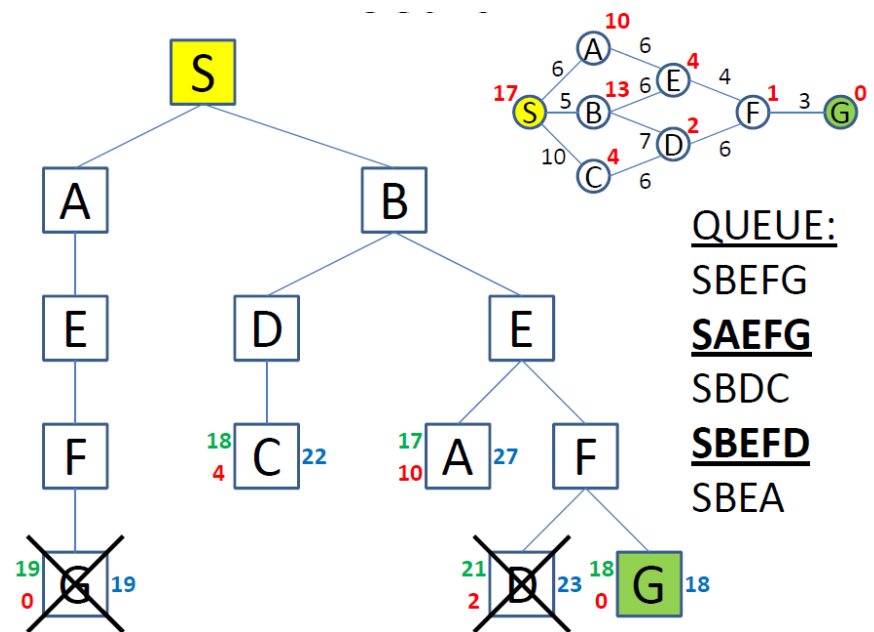 S
A B
E D E
F 18 4 C 22 17 10 A 27 F
19 0 G 19 21 2 D 23 18 0 G 18
10
A
6 6 4
17 13 6 E 4 1 0
S 5 B F 3 G
2
10 7 D 6
4
C 6
QUEUE:
SBEFG
SAEFG
SBDC
SBEFD
SBEA